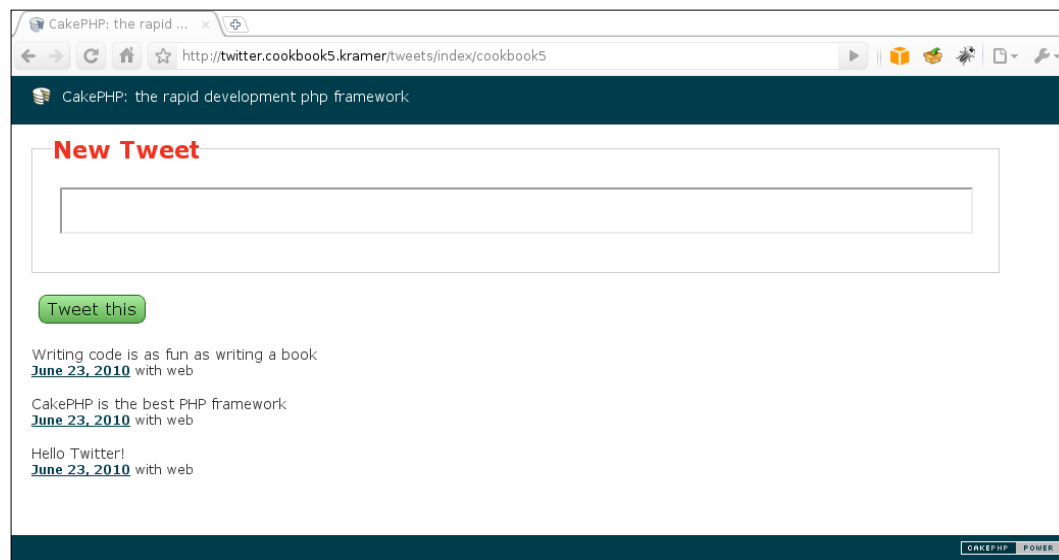 CakePHP: the rapid ...
http://twitter.cookbook5.kramer/tweets/index/cookbook5
CakePHP: the rapid development php framework
New Tweet
Tweet this
Writing code is as fun as writing a book
June 23, 2010 with web
CakePHP is the best PHP framework
June 23, 2010 with web
Hello Twitter!
June 23, 2010 with web
CAKEPHP POWER